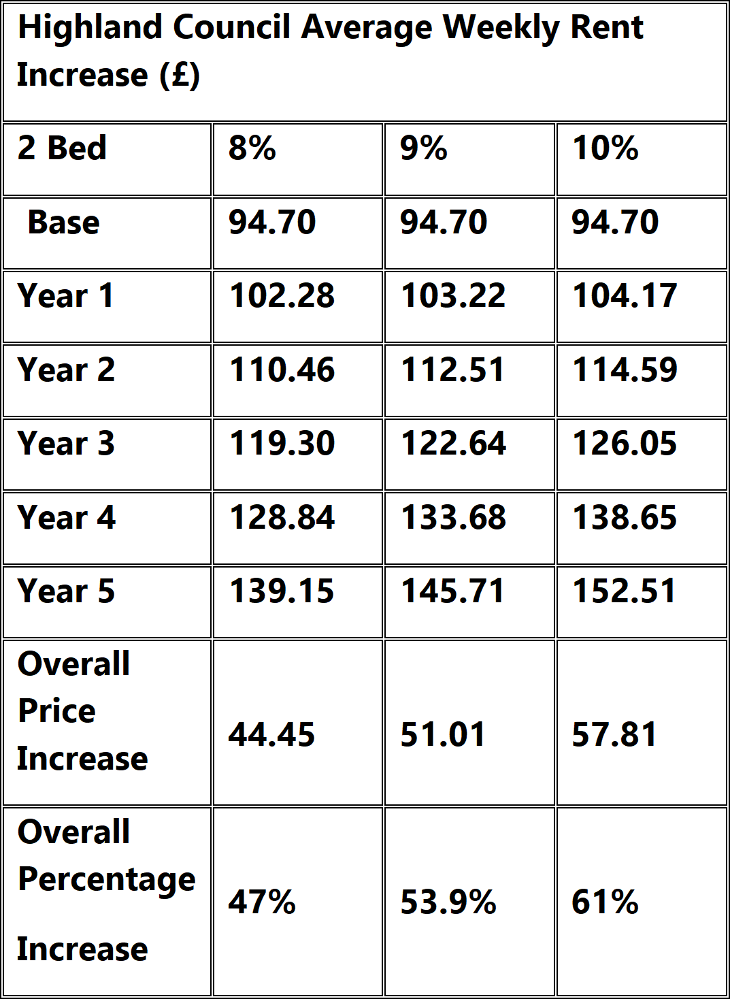 Highland Council Average Weekly Rent
Increase (£)
2 Bed 8% 9% 10%
Base 94.70 94.70 94.70
Year 1 102.28 103.22 104.17
Year 2 110.46 112.51 114.59
Year 3 119.30 122.64 126.05
Year 4 128.84 133.68 138.65
Year 5 139.15 145.71 152.51
Overall
Price
Increase
44.45 51.01 57.81
Overall
Percentage
Increase
47% 53.9% 61%